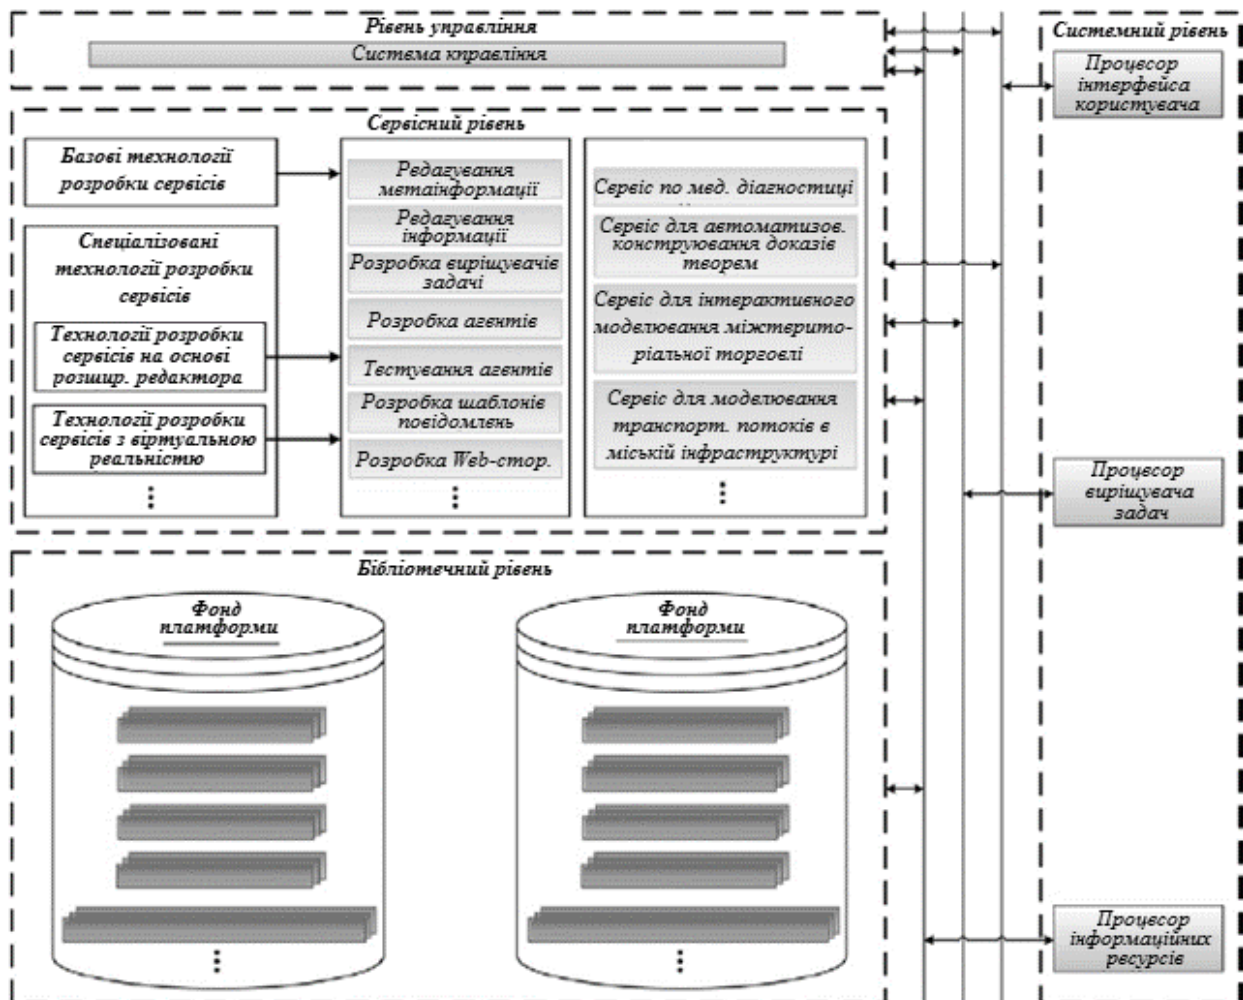 Рівень управління
Система кправління
Системний рівень
Процесор
інтерфейса
користувача
Сервісний рівень
Базові технології
розробки сервісів
Спеціалізовані
технології розробки
сервісів
Технології розробки
сервісів на основі
розшир. редактора
Технології розробки
сервісів з віртуальною
реальністю
Редагування
метаінформації
Редагування
інформації
Розробка вирішувачів
задачі
Розробка агентів
Тестування агентів
Розробка шаблонів
повідомлень
Розробка Web-стор.
Сервіс по мед. діагностиці
Сервіс для автоматизов.
конструювання доказів
творем
Сервіс для інтерактивного
моделювання міжтерито-
ріальної торговлі
Сервіс для моделювання
транспорт. потоків в
міській інфраструктурі
Процесор
вирішувача
задач
Бібліотечний рівень
Фонд
платформи
Фонд
платформи
Процесор
інформаційних
ресурсів